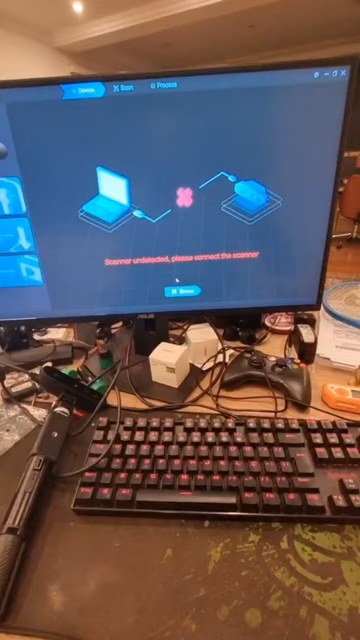 Device
Scan
Process
Scanner undetected, please connect the scanner
ASUS